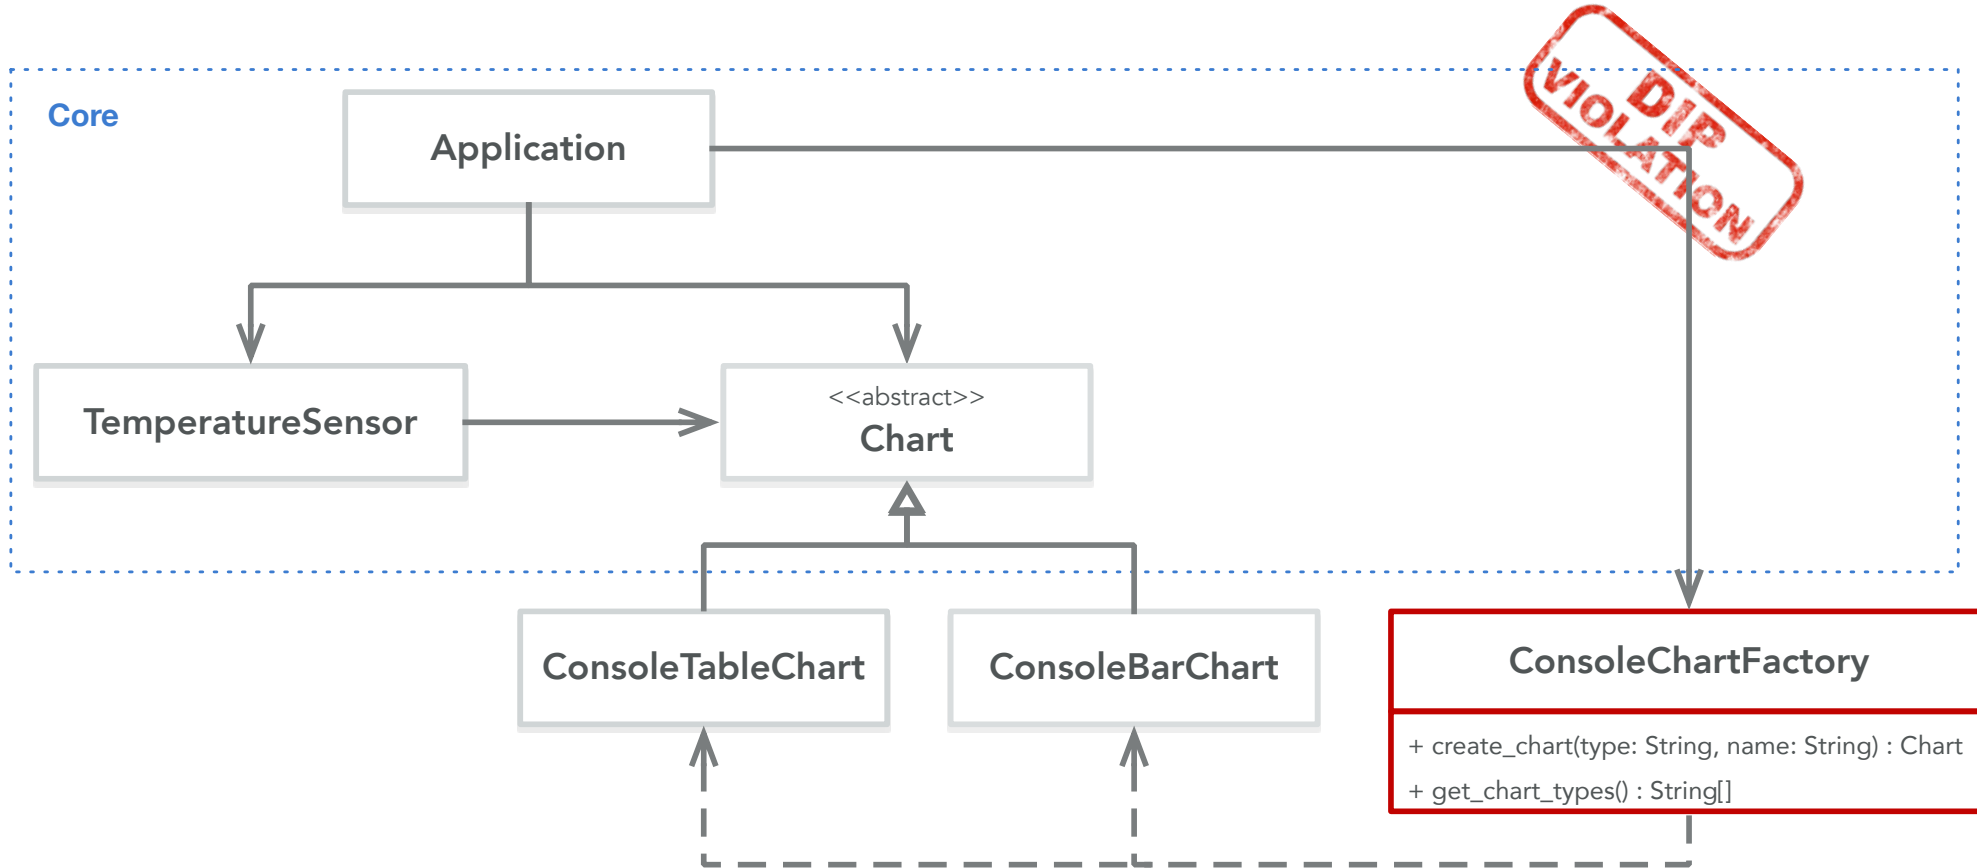 DIP
VIOLATION
Core
Application
TemperatureSensor
<<abstract>>
Chart
ConsoleTableChart
ConsoleBarChart
ConsoleChartFactory
+ create_chart(type: String, name: String) : Chart
+ get_chart_types() : String[]